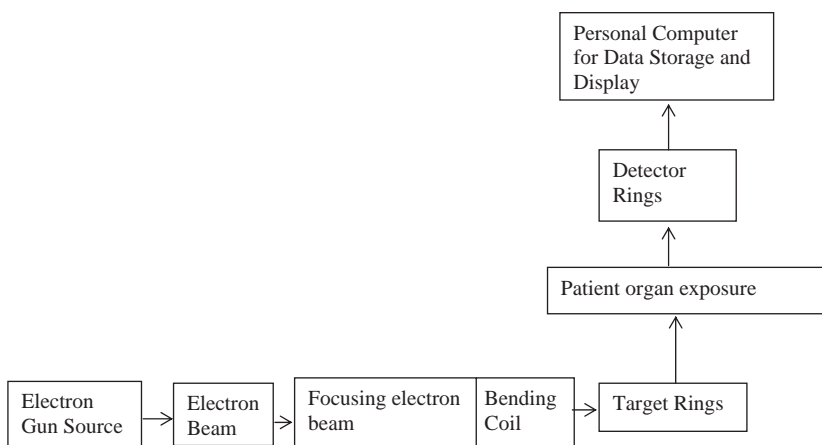 Personal Computer
for Data Storage and
Display
Detector
Rings
Patient organ exposure
Electron
Gun Source
Electron
Beam
Focusing electron
beam
Bending
Coil
Target Rings